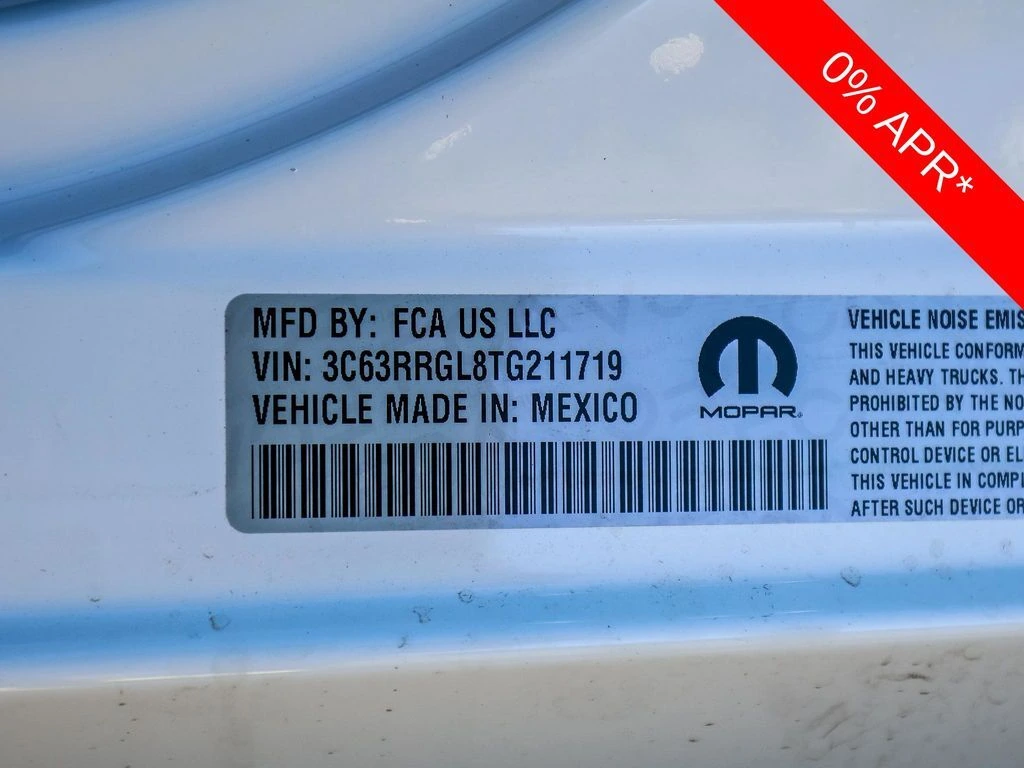 0% APR*
MFD BY: FCA US LLC
VIN: 3C63RRGL8TG211719
VEHICLE MADE IN: MEXICO
MOPAR®
VEHICLE NOISE EMIS
THIS VEHICLE CONFORM
AND HEAVY TRUCKS. TH
PROHIBITED BY THE NO
OTHER THAN FOR PURP
CONTROL DEVICE OR EL
THIS VEHICLE IN COMPL
AFTER SUCH DEVICE OR